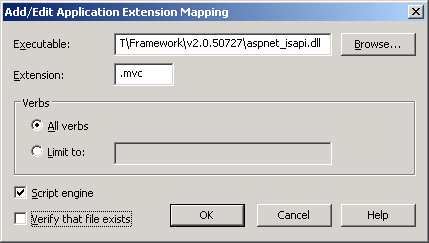 Add/Edit Application Extension Mapping
Executable: T\Framework\v2.0.50727\aspnet_isapi.dll Browse...
Extension: .mvc
Verbs
All verbs
Limit to:
Script engine
Verify that file exists
OK Cancel Help